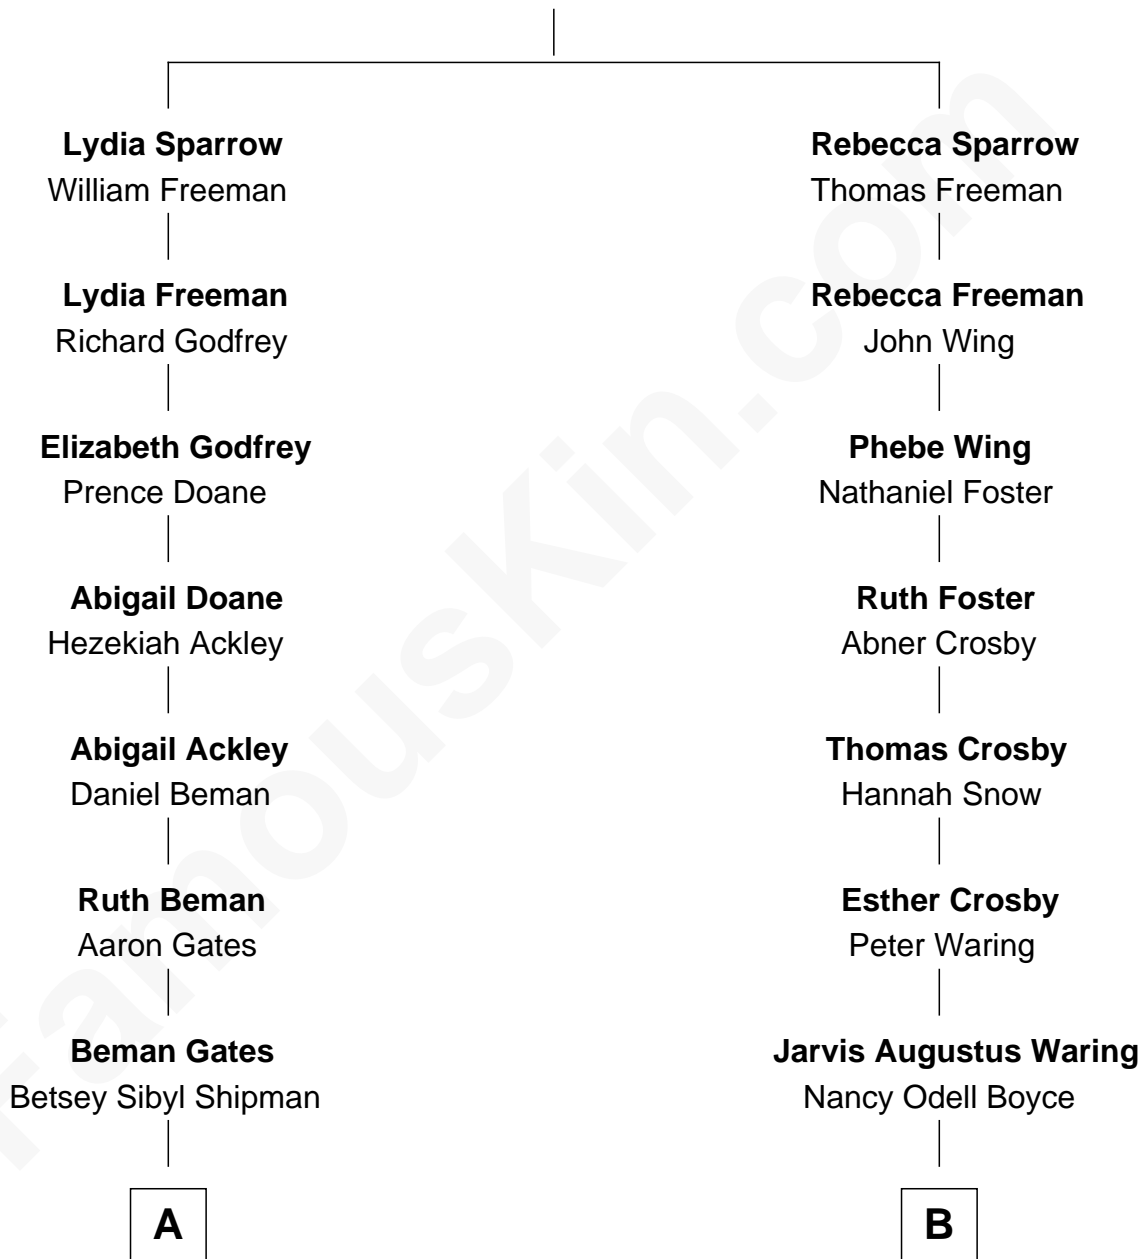 Lydia Sparrow
William Freeman
Lydia Freeman
Richard Godfrey
Elizabeth Godfrey
Prence Doane
Abigail Doane
Hezekiah Ackley
Abigail Ackley
Daniel Beman
Ruth Beman
Aaron Gates
Beman Gates
Betsey Sibyl Shipman
A
Rebecca Sparrow
Thomas Freeman
Rebecca Freeman
John Wing
Phebe Wing
Nathaniel Foster
Ruth Foster
Abner Crosby
Thomas Crosby
Hannah Snow
Esther Crosby
Peter Waring
Jarvis Augustus Waring
Nancy Odell Boyce
B
FamousKin.com